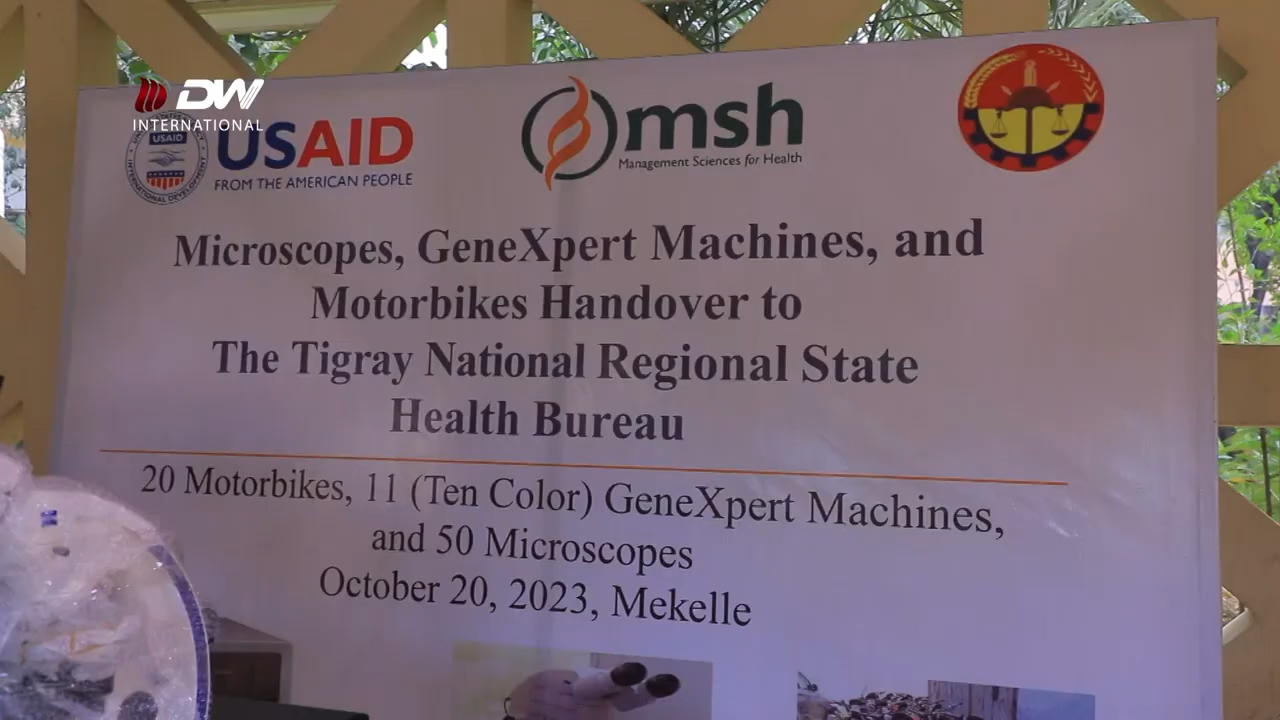 DW
INTERNATIONAL
USAID
USAID
FROM THE AMERICAN PEOPLE
msh
Management Sciences for Health
Microscopes, GeneXpert Machines, and
Motorbikes Handover to
The Tigray National Regional State
Health Bureau
20 Motorbikes, 11 (Ten Color) GeneXpert Machines,
and 50 Microscopes
October 20, 2023, Mekelle